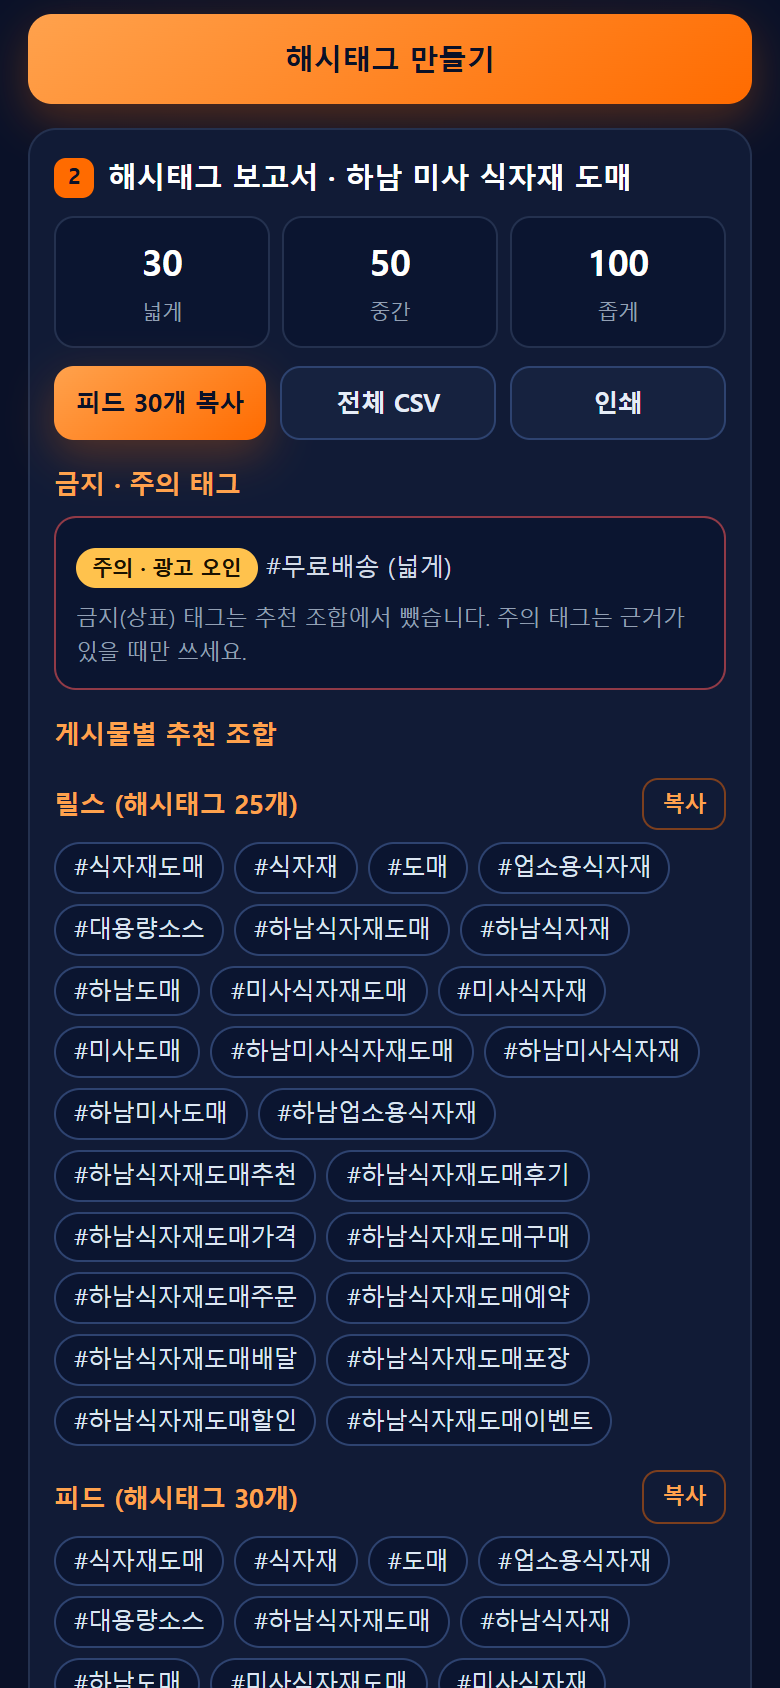 해시태그 만들기
2 해시태그 보고서 · 하남 미사 식자재 도매
30 50 100
넓게 중간 좁게
피드 30개 복사 전체 CSV 인쇄
금지 · 주의 태그
주의 · 광고 오인 #무료배송 (넓게)
금지(상표) 태그는 추천 조합에서 뺐습니다. 주의 태그는 근거가
있을 때만 쓰세요.
게시물별 추천 조합
릴스 (해시태그 25개) 복사
#식자재도매 #식자재 #도매 #업소용식자재
#대용량소스 #하남식자재도매 #하남식자재
#하남도매 #미사식자재도매 #미사식자재
#미사도매 #하남미사식자재도매 #하남미사식자재
#하남미사도매 #하남업소용식자재
#하남식자재도매추천 #하남식자재도매후기
#하남식자재도매가격 #하남식자재도매구매
#하남식자재도매주문 #하남식자재도매예약
#하남식자재도매배달 #하남식자재도매포장
#하남식자재도매할인 #하남식자재도매이벤트
피드 (해시태그 30개) 복사
#식자재도매 #식자재 #도매 #업소용식자재
#대용량소스 #하남식자재도매 #하남식자재
#하남도매 #미사식자재도매 #미사식자재